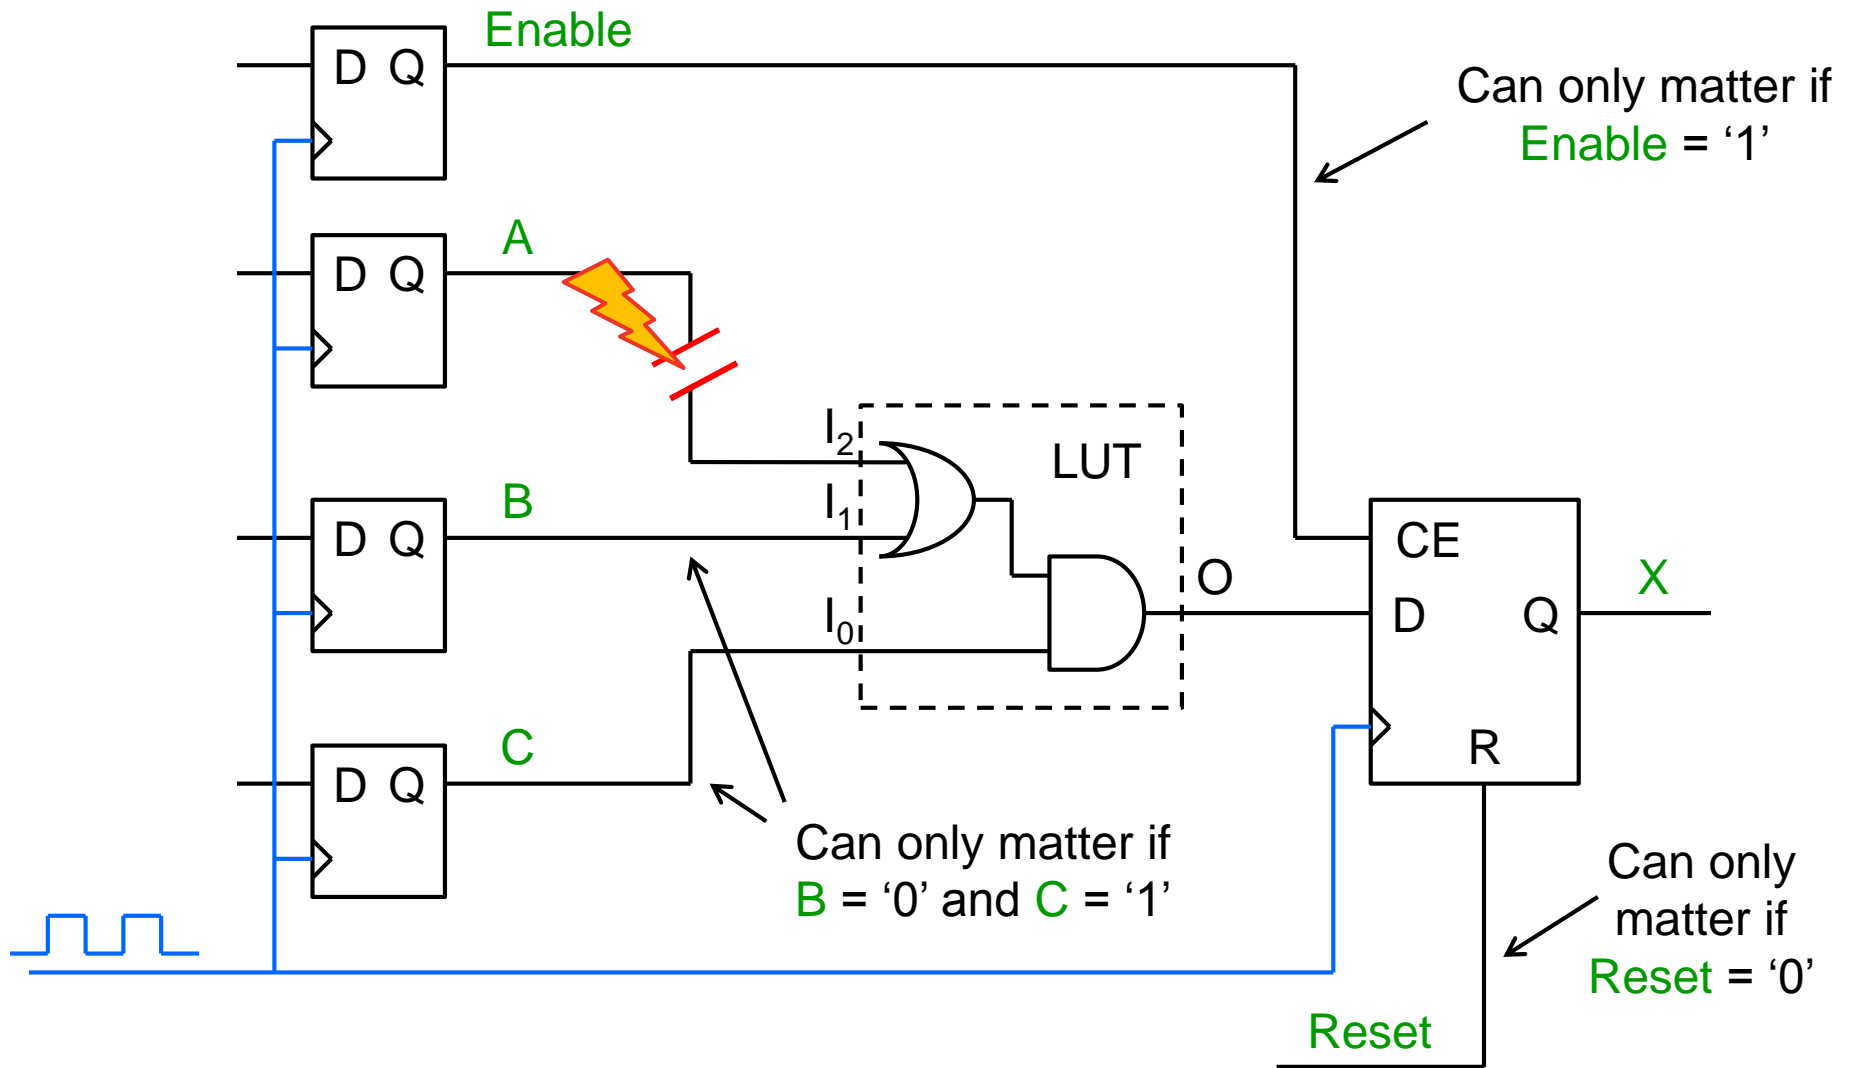 Enable
D Q
Can only matter if
Enable = ‘1’
A
D Q
I2
LUT
B
I1
D Q
CE
O
X
I0
D Q
C
R
D Q
Can only matter if
B = ‘0’ and C = ‘1’
Can only
matter if
Reset = ‘0’
Reset